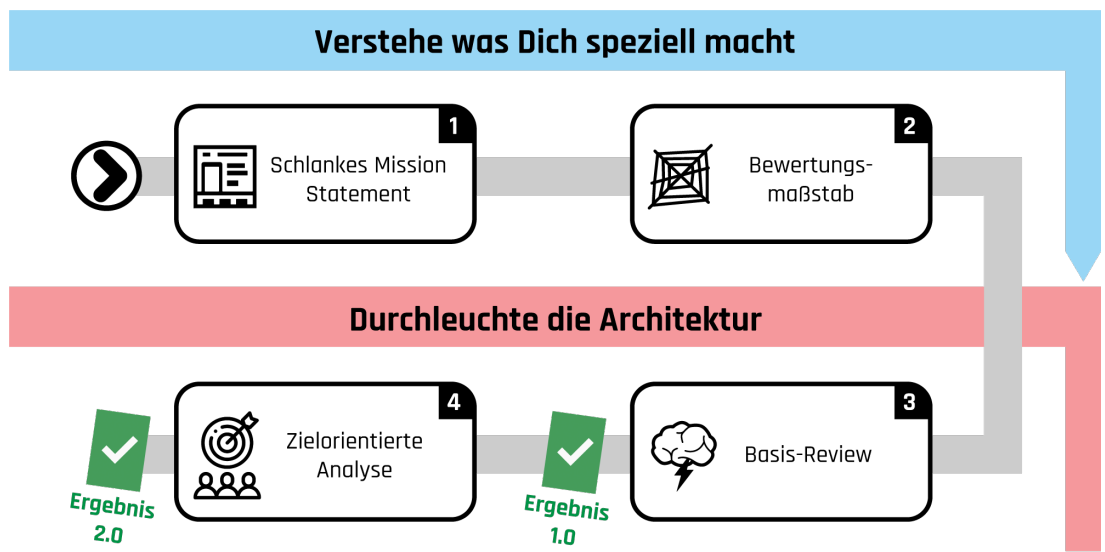 Verstehe was Dich speziell macht
1
Schlankes Mission
Statement
2
Bewertungs-
maßstab
Durchleuchte die Architektur
4
Zielorientierte
Analyse
3
Basis-Review
Ergebnis
2.0
Ergebnis
1.0